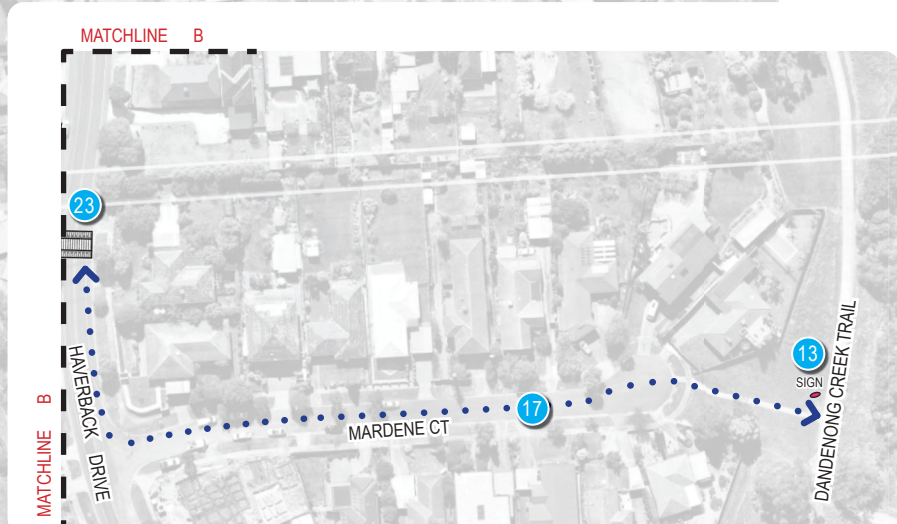 MATCHLINE B
23
HAVERBACK DRIVE
MATCHLINE B
MARDENE CT
17
13
SIGN
DANDENONG CREEK TRAIL